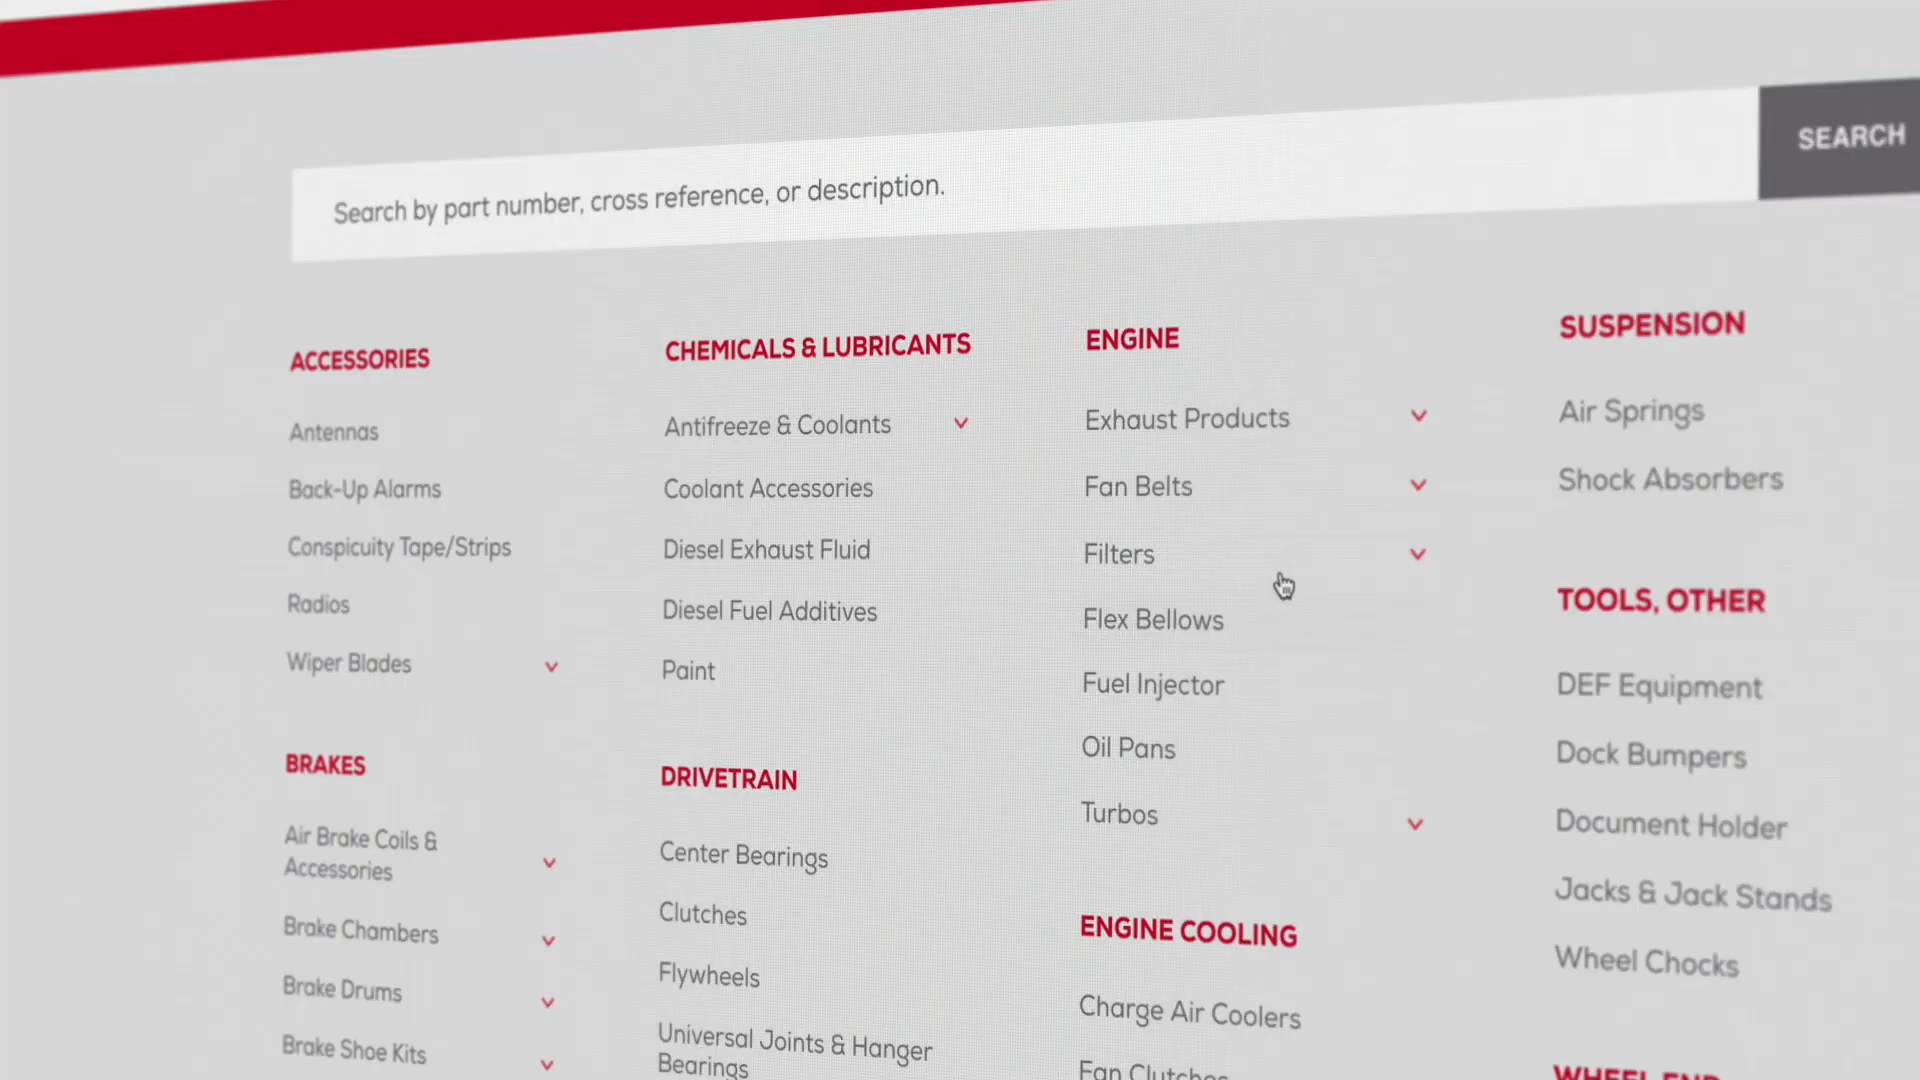 Search by part number, cross reference, or description.
SEARCH
ACCESSORIES
Antennas
Back-Up Alarms
Conspicuity Tape/Strips
Radios
Wiper Blades
BRAKES
Air Brake Coils &
Accessories
Brake Chambers
Brake Drums
Brake Shoe Kits
CHEMICALS & LUBRICANTS
Antifreeze & Coolants
Coolant Accessories
Diesel Exhaust Fluid
Diesel Fuel Additives
Paint
DRIVETRAIN
Center Bearings
Clutches
Flywheels
Universal Joints & Hanger
Bearings
ENGINE
Exhaust Products
Fan Belts
Filters
Flex Bellows
Fuel Injector
Oil Pans
Turbos
ENGINE COOLING
Charge Air Coolers
Fan Clutches
SUSPENSION
Air Springs
Shock Absorbers
TOOLS, OTHER
DEF Equipment
Dock Bumpers
Document Holder
Jacks & Jack Stands
Wheel Chocks
WHEEL END